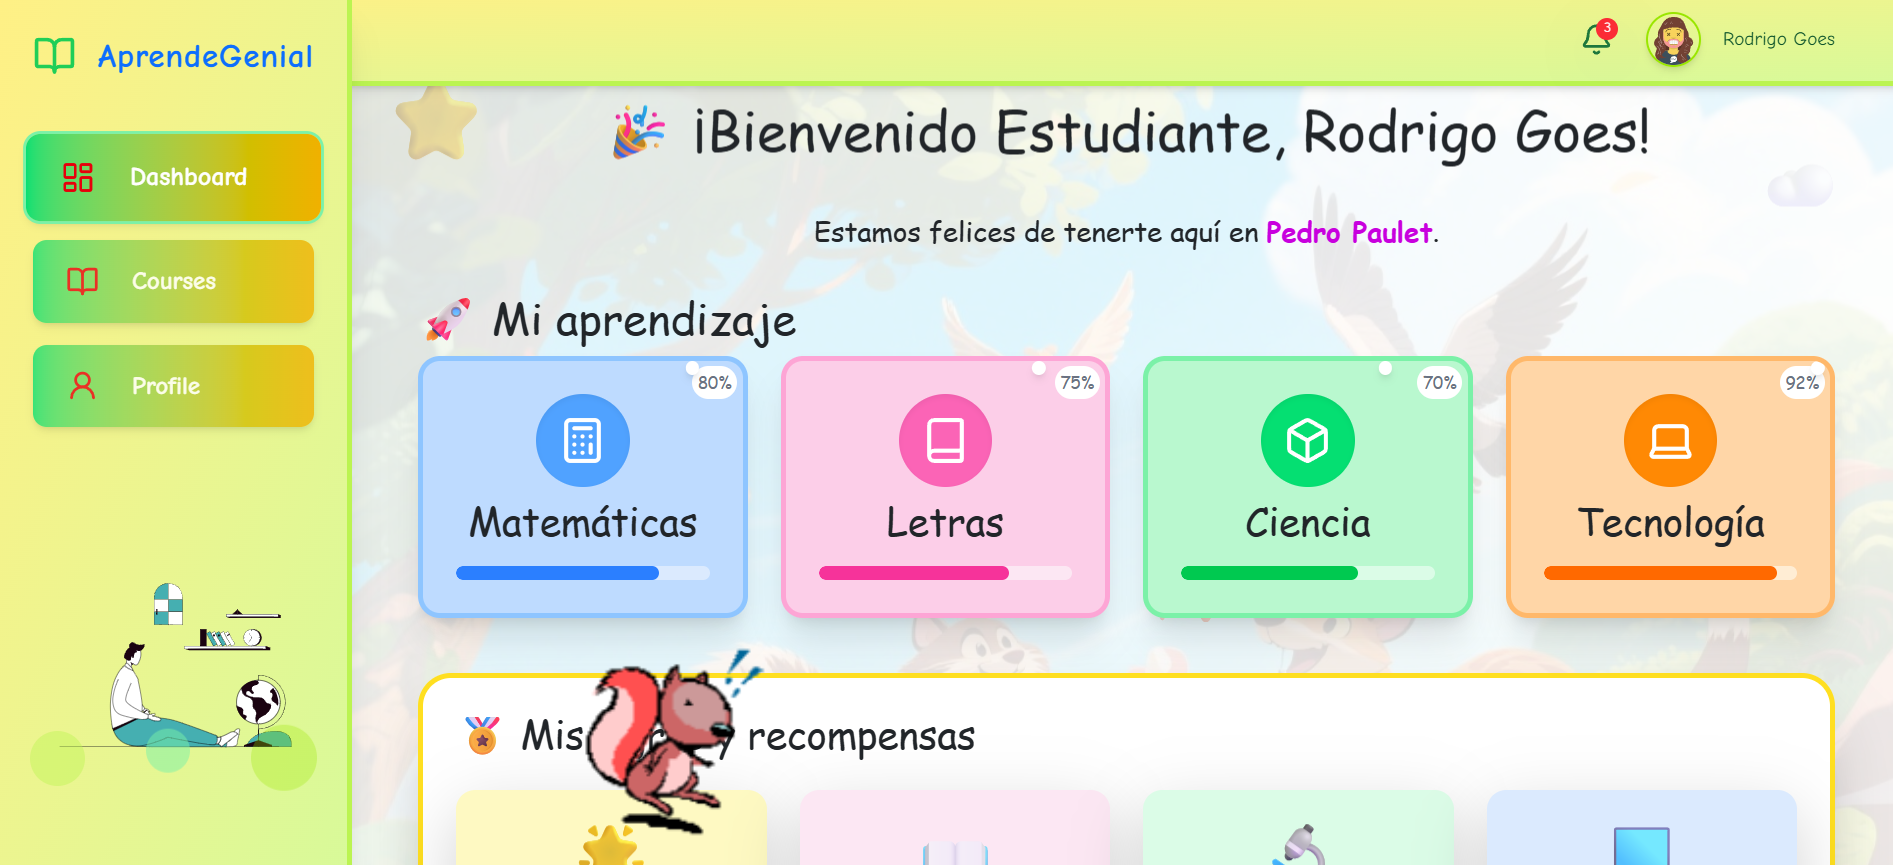 AprendeGenial
3
Rodrigo Goes
Dashboard
Courses
Profile
¡Bienvenido Estudiante, Rodrigo Goes!
Estamos felices de tenerte aquí en Pedro Paulet.
Mi aprendizaje
80%
75%
70%
92%
Matemáticas
Letras
Ciencia
Tecnología
Mis y recompensas